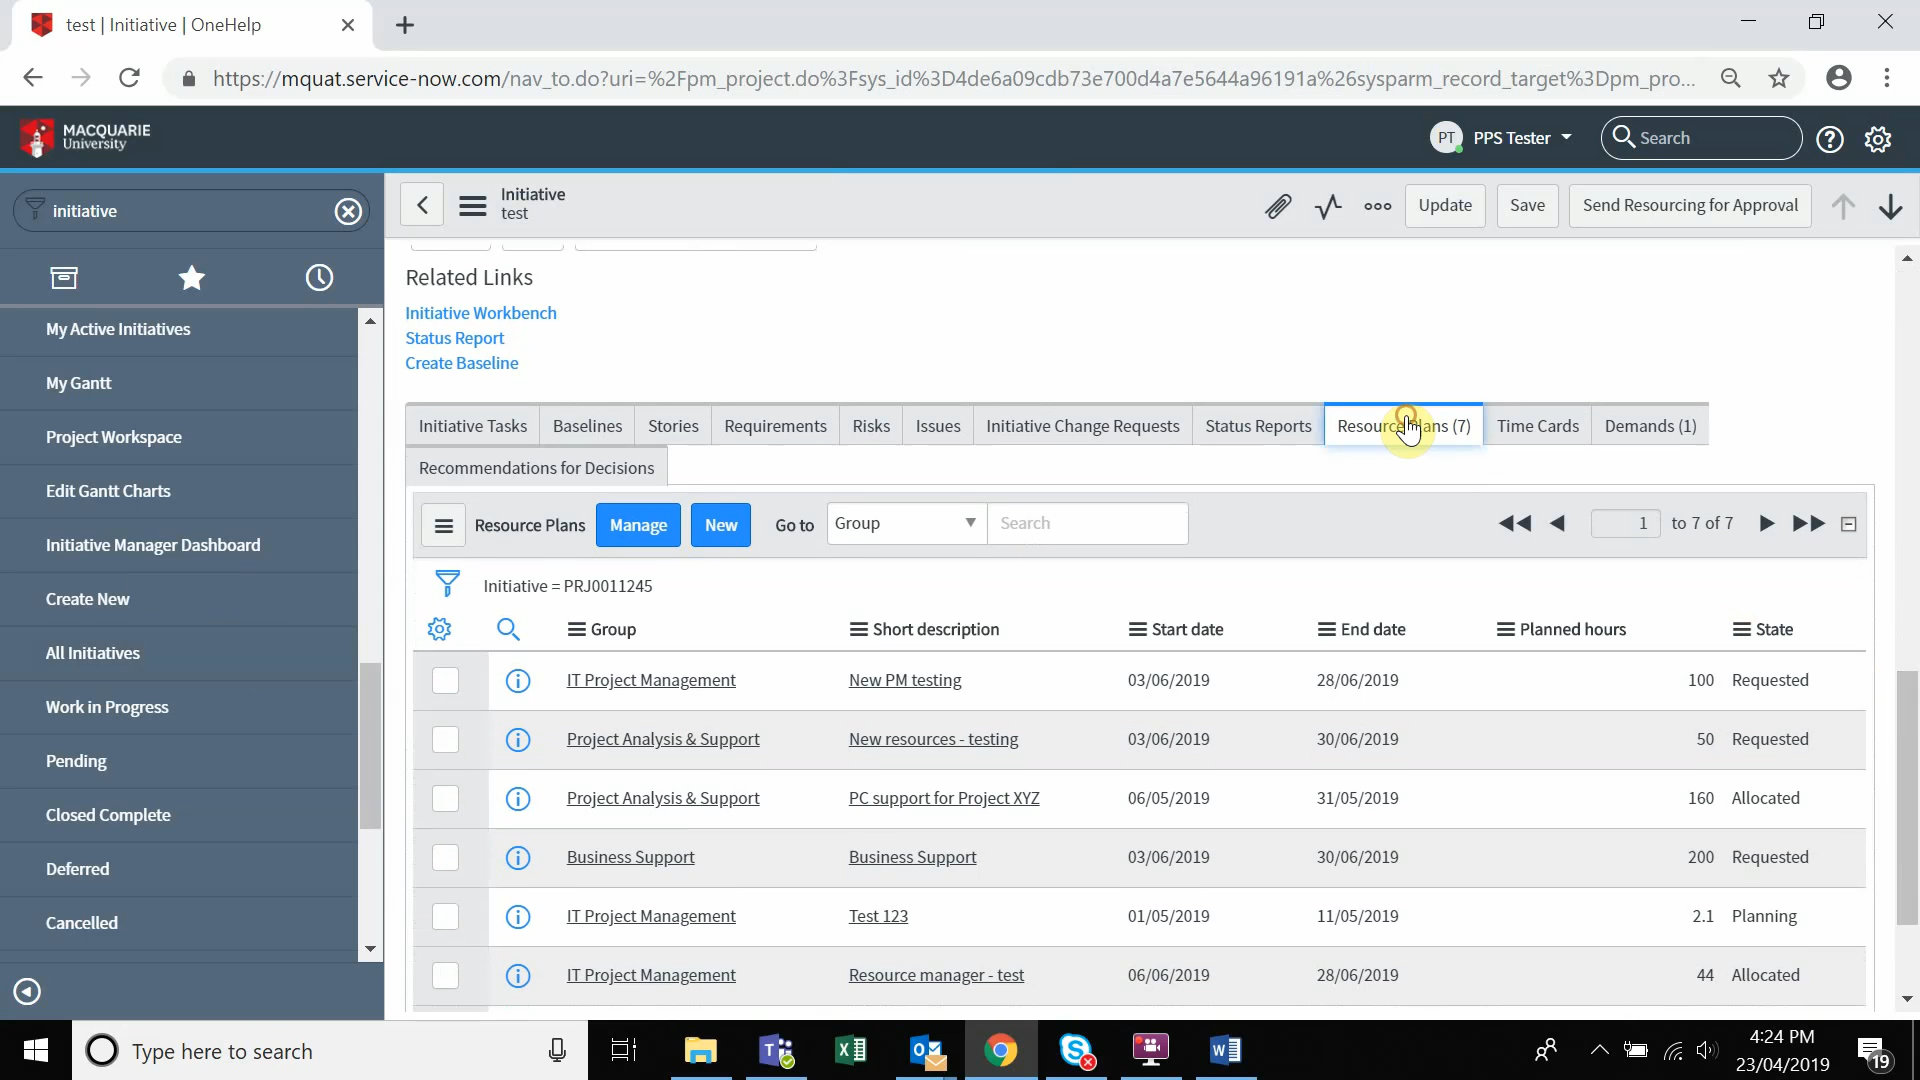 test | Initiative | OneHelp
https://mquat.service-now.com/nav_to.do?uri=%2Fpm_project.do%3Fsys_id%3D4de6a09cdb73e700d4a7e5644a96191a%26sysparm_record_target%3Dpm_pro...
MACQUARIE
University
PT PPS Tester Search
initiative
Initiative
test
Update Save Send Resourcing for Approval
My Active Initiatives
My Gantt
Project Workspace
Edit Gantt Charts
Initiative Manager Dashboard
Create New
All Initiatives
Work in Progress
Pending
Closed Complete
Deferred
Cancelled
Related Links
Initiative Workbench
Status Report
Create Baseline
Initiative Tasks Baselines Stories Requirements Risks Issues Initiative Change Requests Status Reports Resource Plans (7) Time Cards Demands (1)
Recommendations for Decisions
Resource Plans Manage New Go to Group Search 1 to 7 of 7
Initiative = PRJ0011245
Group Short description Start date End date Planned hours State
IT Project Management New PM testing 03/06/2019 28/06/2019 100 Requested
Project Analysis & Support New resources - testing 03/06/2019 30/06/2019 50 Requested
Project Analysis & Support PC support for Project XYZ 06/05/2019 31/05/2019 160 Allocated
Business Support Business Support 03/06/2019 30/06/2019 200 Requested
IT Project Management Test 123 01/05/2019 11/05/2019 2.1 Planning
IT Project Management Resource manager - test 06/06/2019 28/06/2019 44 Allocated
Type here to search
4:24 PM
23/04/2019
19